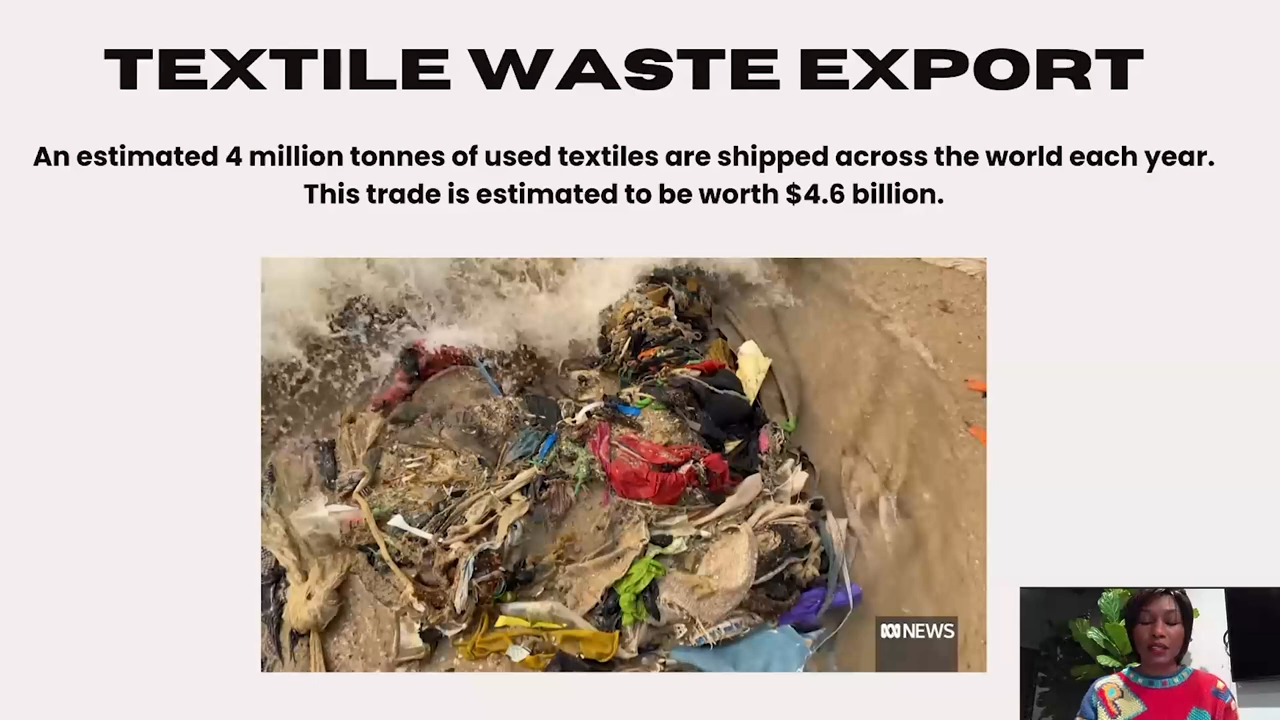 TEXTILE WASTE EXPORT
An estimated 4 million tonnes of used textiles are shipped across the world each year.
This trade is estimated to be worth $4.6 billion.
NEWS